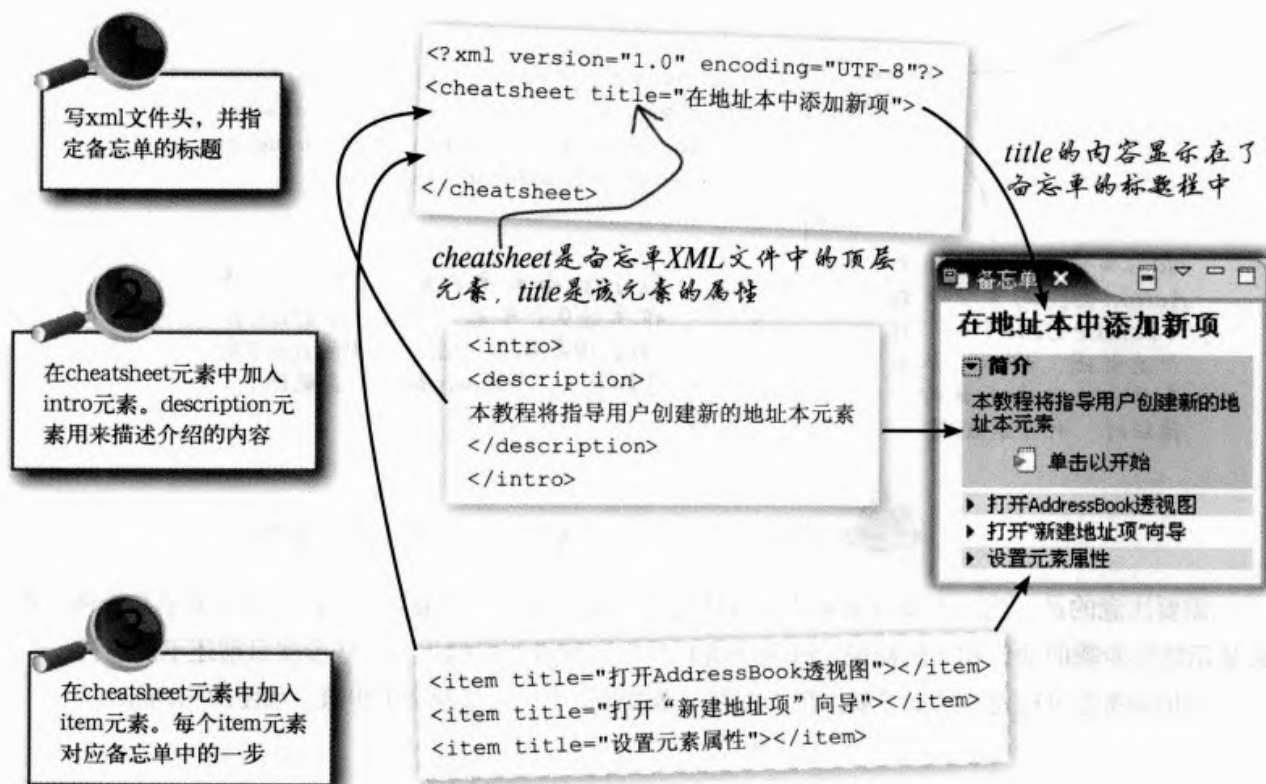 1
写xml文件头，并指
定备忘单的标题
<?xml version="1.0" encoding="UTF-8"?>
<cheatsheet title="在地址本中添加新项">
</cheatsheet>
title的内容显示在了
备忘单的标题栏中
cheatsheet是备忘单XML文件中的顶层
元素，title是该元素的属性
2
在cheatsheet元素中加入
intro元素。description元
素用来描述介绍的内容
<intro>
<description>
本教程将指导用户创建新的地址本元素
</description>
</intro>
备忘单
在地址本中添加新项
简介
本教程将指导用户创建新的地
址本元素
单击以开始
打开AddressBook透视图
打开“新建地址项”向导
设置元素属性
3
在cheatsheet元素中加入
item元素。每个item元素
对应备忘单中的一步
<item title="打开AddressBook透视图"></item>
<item title="打开“新建地址项”向导"></item>
<item title="设置元素属性"></item>